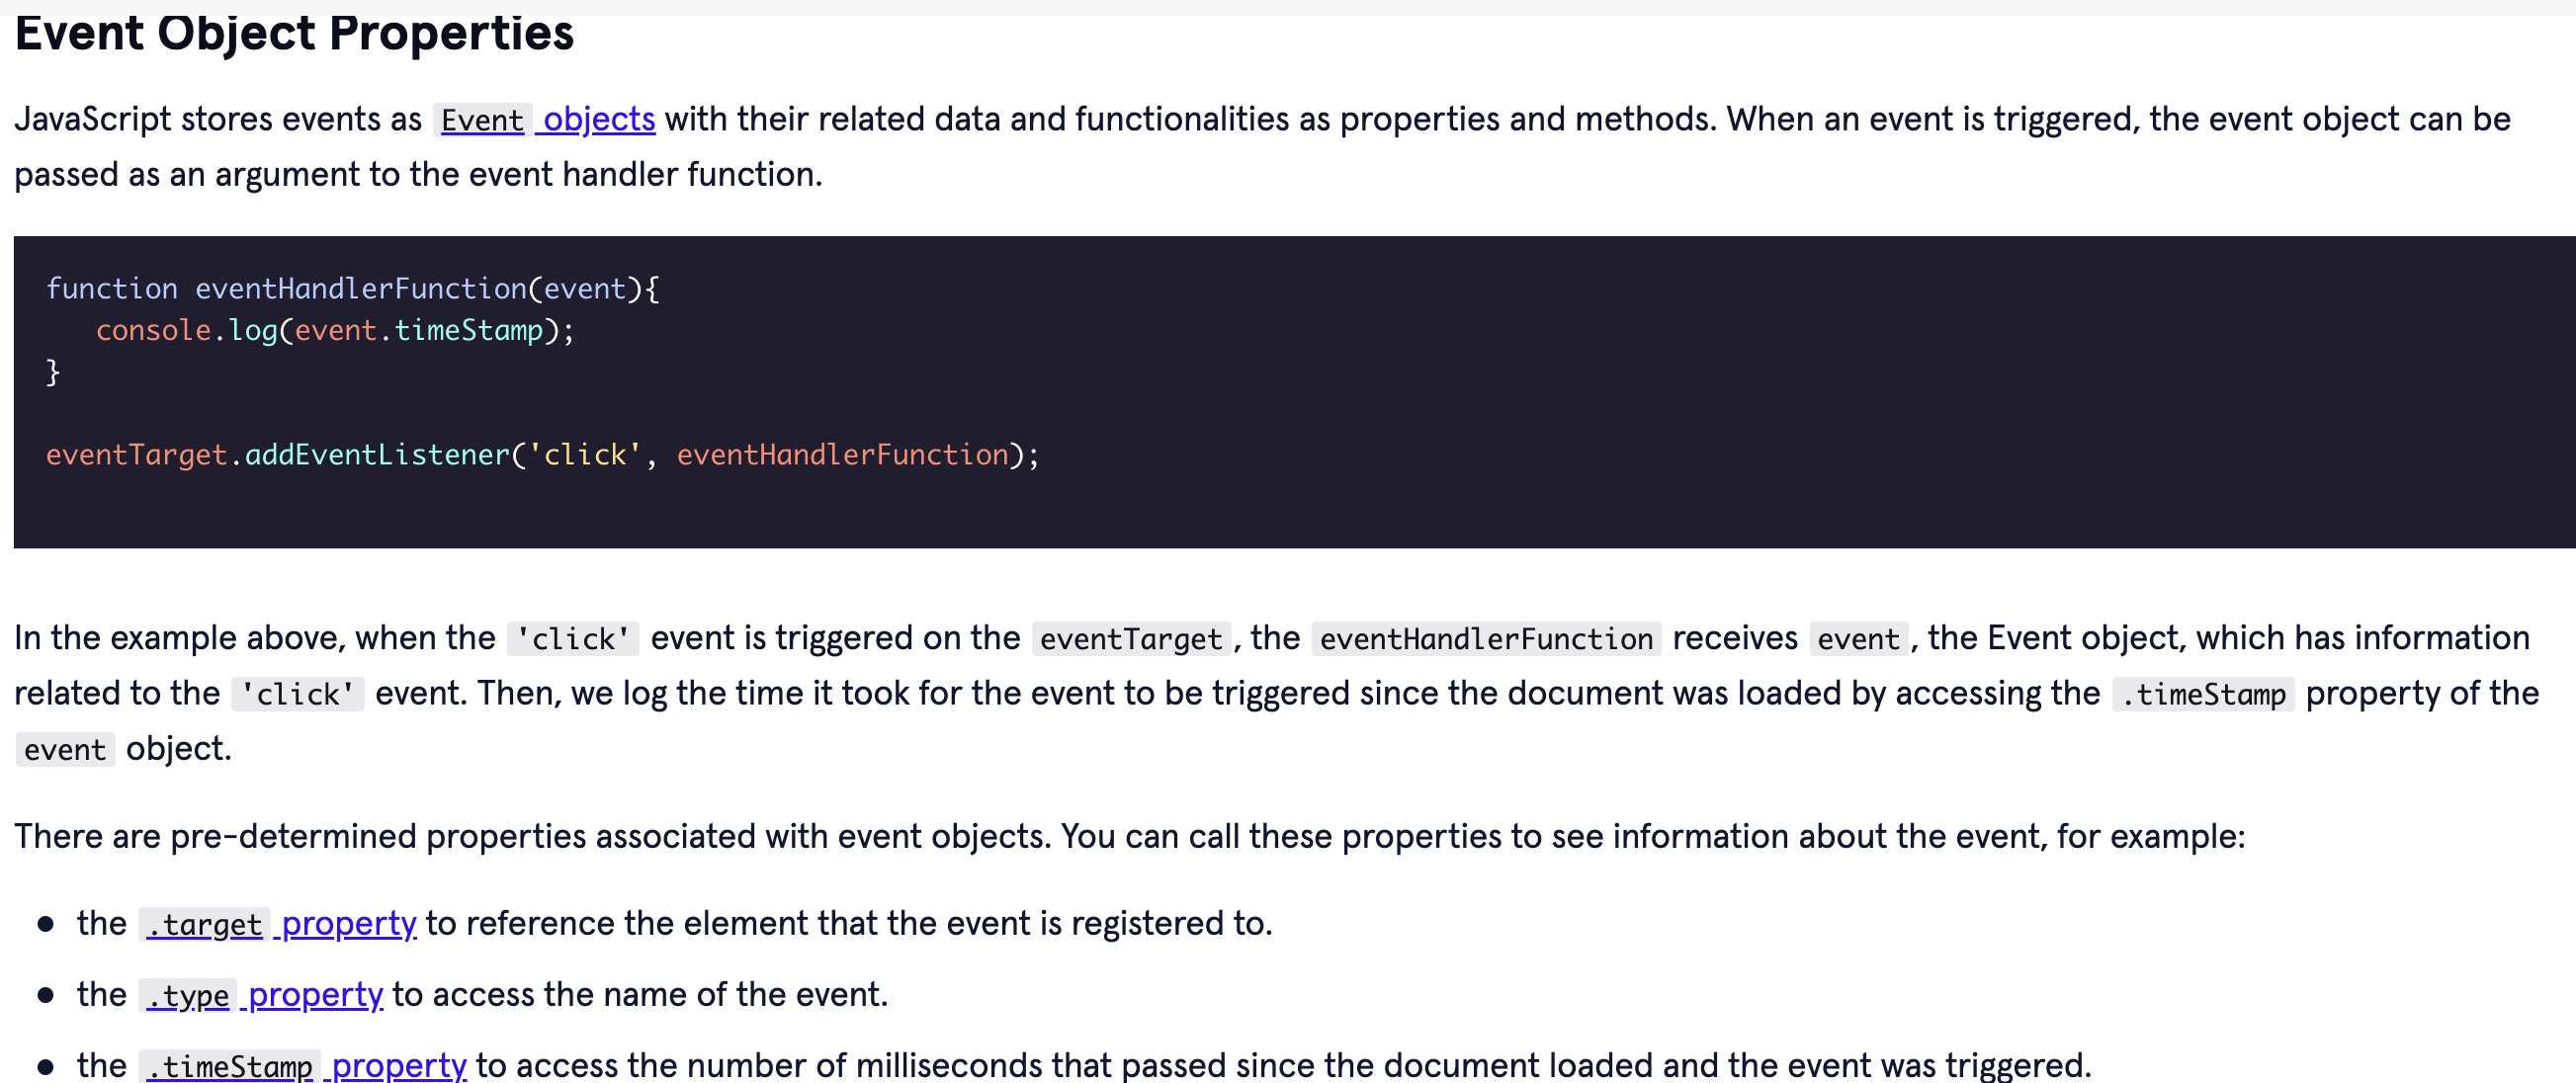 Event Object Properties
JavaScript stores events as Event objects with their related data and functionalities as properties and methods. When an event is triggered, the event object can be
passed as an argument to the event handler function.
function eventHandlerFunction(event){
   console.log(event.timeStamp);
}
eventTarget.addEventListener('click', eventHandlerFunction);
In the example above, when the 'click' event is triggered on the eventTarget, the eventHandlerFunction receives event, the Event object, which has information
related to the 'click' event. Then, we log the time it took for the event to be triggered since the document was loaded by accessing the .timeStamp property of the
event object.
There are pre-determined properties associated with event objects. You can call these properties to see information about the event, for example:
• the .target property to reference the element that the event is registered to.
• the .type property to access the name of the event.
• the .timeStamp property to access the number of milliseconds that passed since the document loaded and the event was triggered.